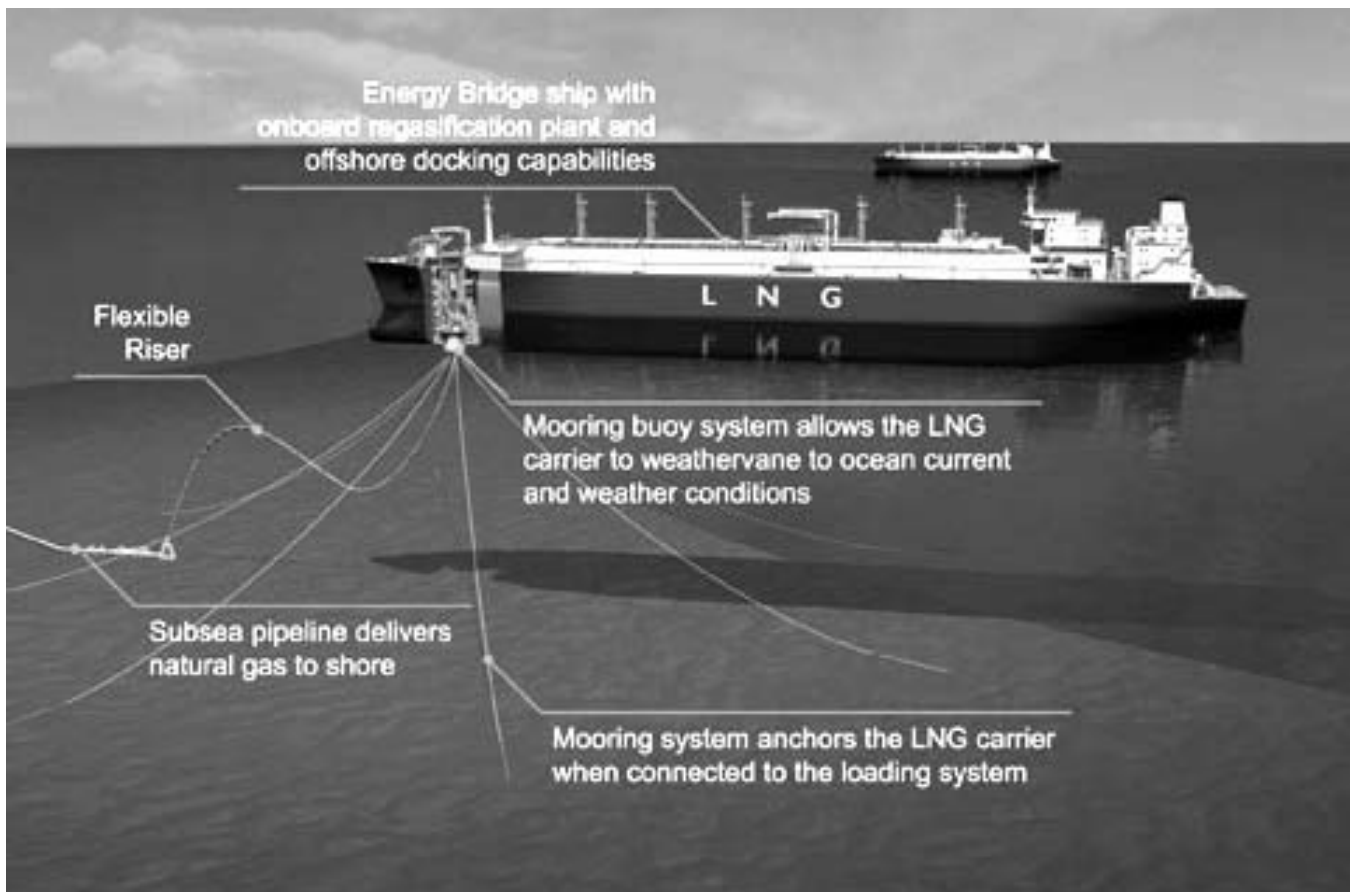 Energy Bridge ship with
onboard regasification plant and
offshore docking capabilities
L N G
L N G
Flexible
Riser
Mooring buoy system allows the LNG
carrier to weathervane to ocean current
and weather conditions
Subsea pipeline delivers
natural gas to shore
Mooring system anchors the LNG carrier
when connected to the loading system